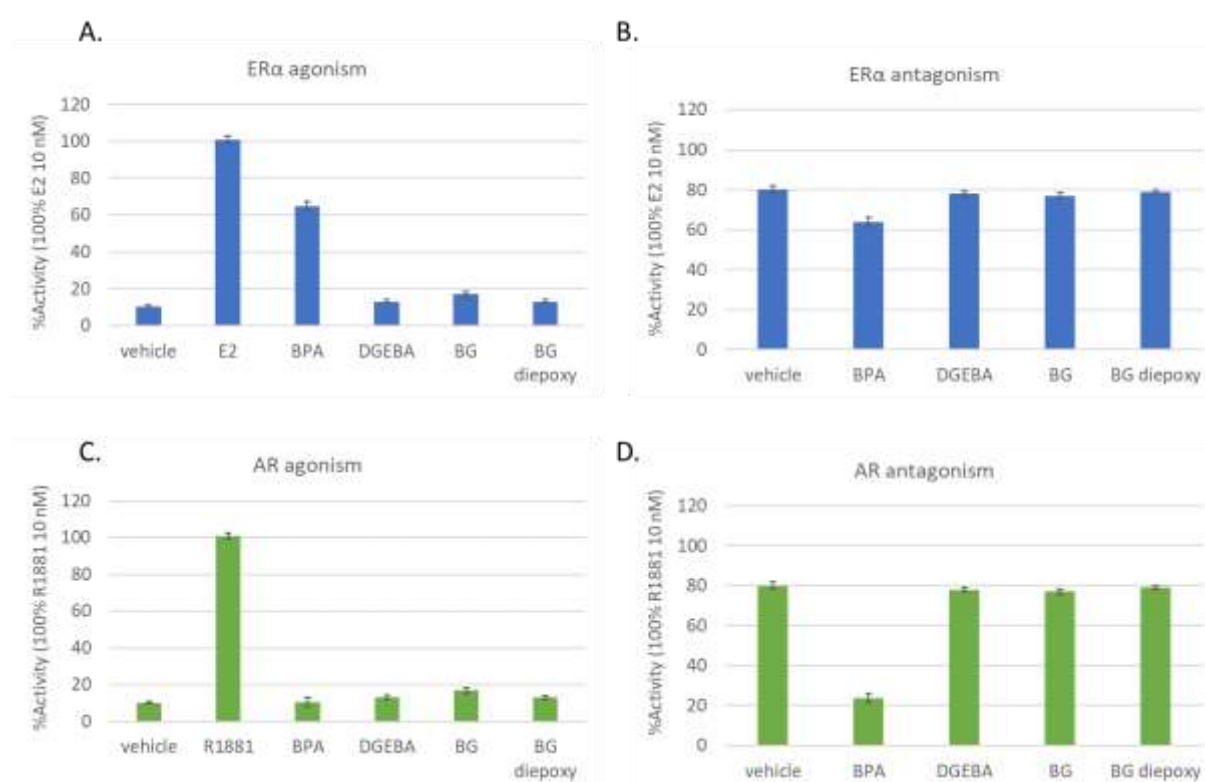 A.
ERα agonism
%Activity (100% E2 10 nM)
120
100
80
60
40
20
0
vehicle E2 BPA DGEBA BG BG diepoxy
B.
ERα antagonism
%Activity (100% E2 10 nM)
120
100
80
60
40
20
0
vehicle BPA DGEBA BG BG diepoxy
C.
AR agonism
%Activity (100% R1881 10 nM)
120
100
80
60
40
20
0
vehicle R1881 BPA DGEBA BG BG diepoxy
D.
AR antagonism
%Activity (100% R1881 10 nM)
120
100
80
60
40
20
0
vehicle BPA DGEBA BG BG diepoxy